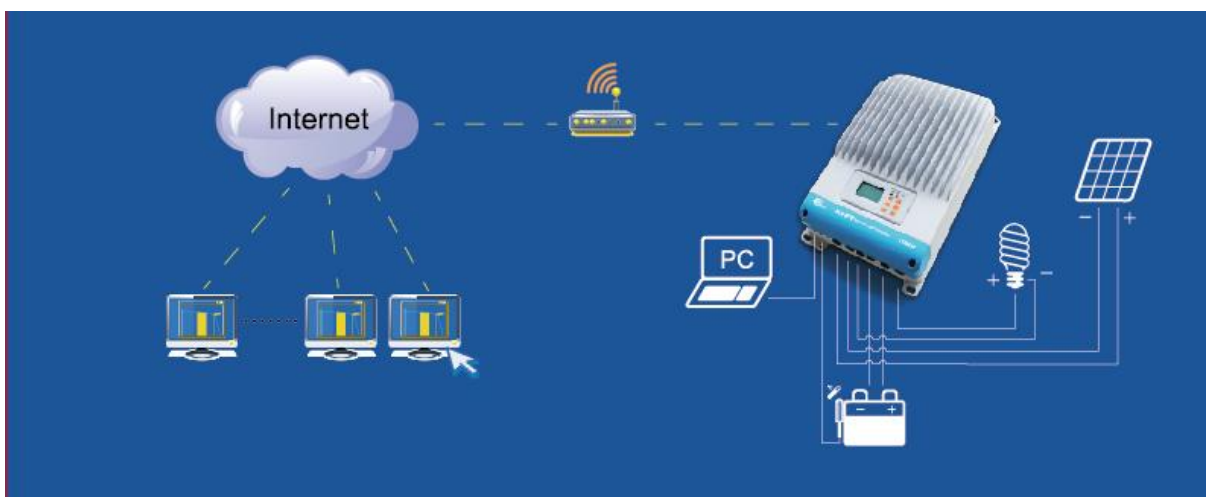 Internet
PC
- +
+ -
- +